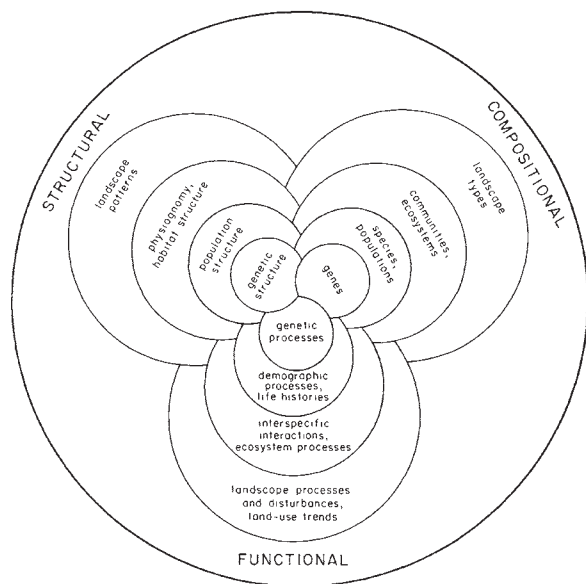 STRUCTURAL
landscape
patterns
physiognomy,
habitat structure
population
structure
genetic
structure
COMPOSITIONAL
landscape
types
communities,
ecosystems
species,
populations
genes
genetic
processes
demographic
processes,
life histories
interspecific
interactions,
ecosystem processes
landscape processes
and disturbances,
land-use trends
FUNCTIONAL